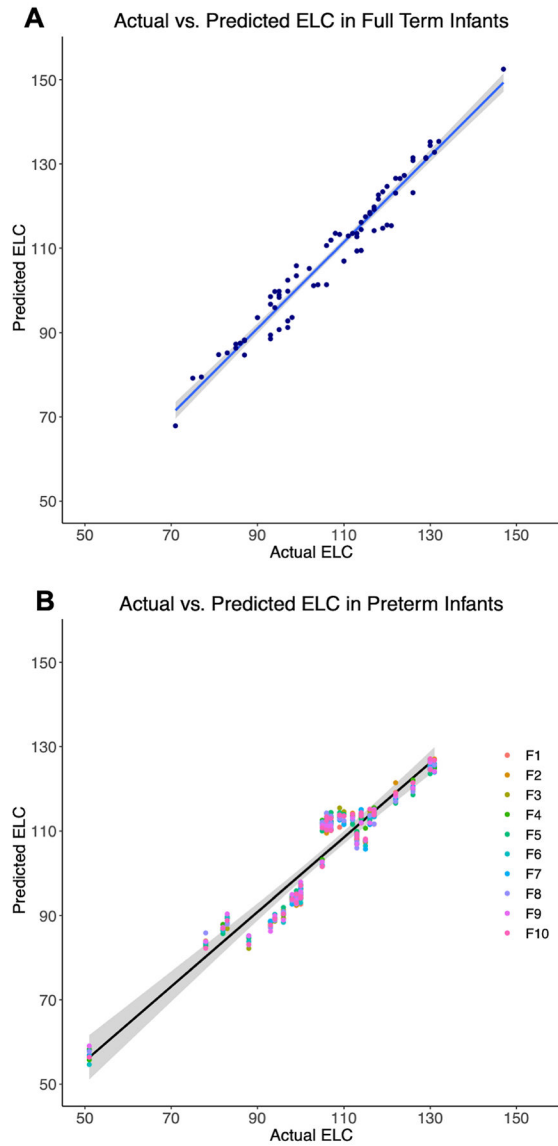 A
Actual vs. Predicted ELC in Full Term Infants
Predicted ELC
150
130
110
90
70
50
50 70 90 110 130 150
Actual ELC
B
Actual vs. Predicted ELC in Preterm Infants
Predicted ELC
150
130
110
90
70
50
F1
F2
F3
F4
F5
F6
F7
F8
F9
F10
50 70 90 110 130 150
Actual ELC